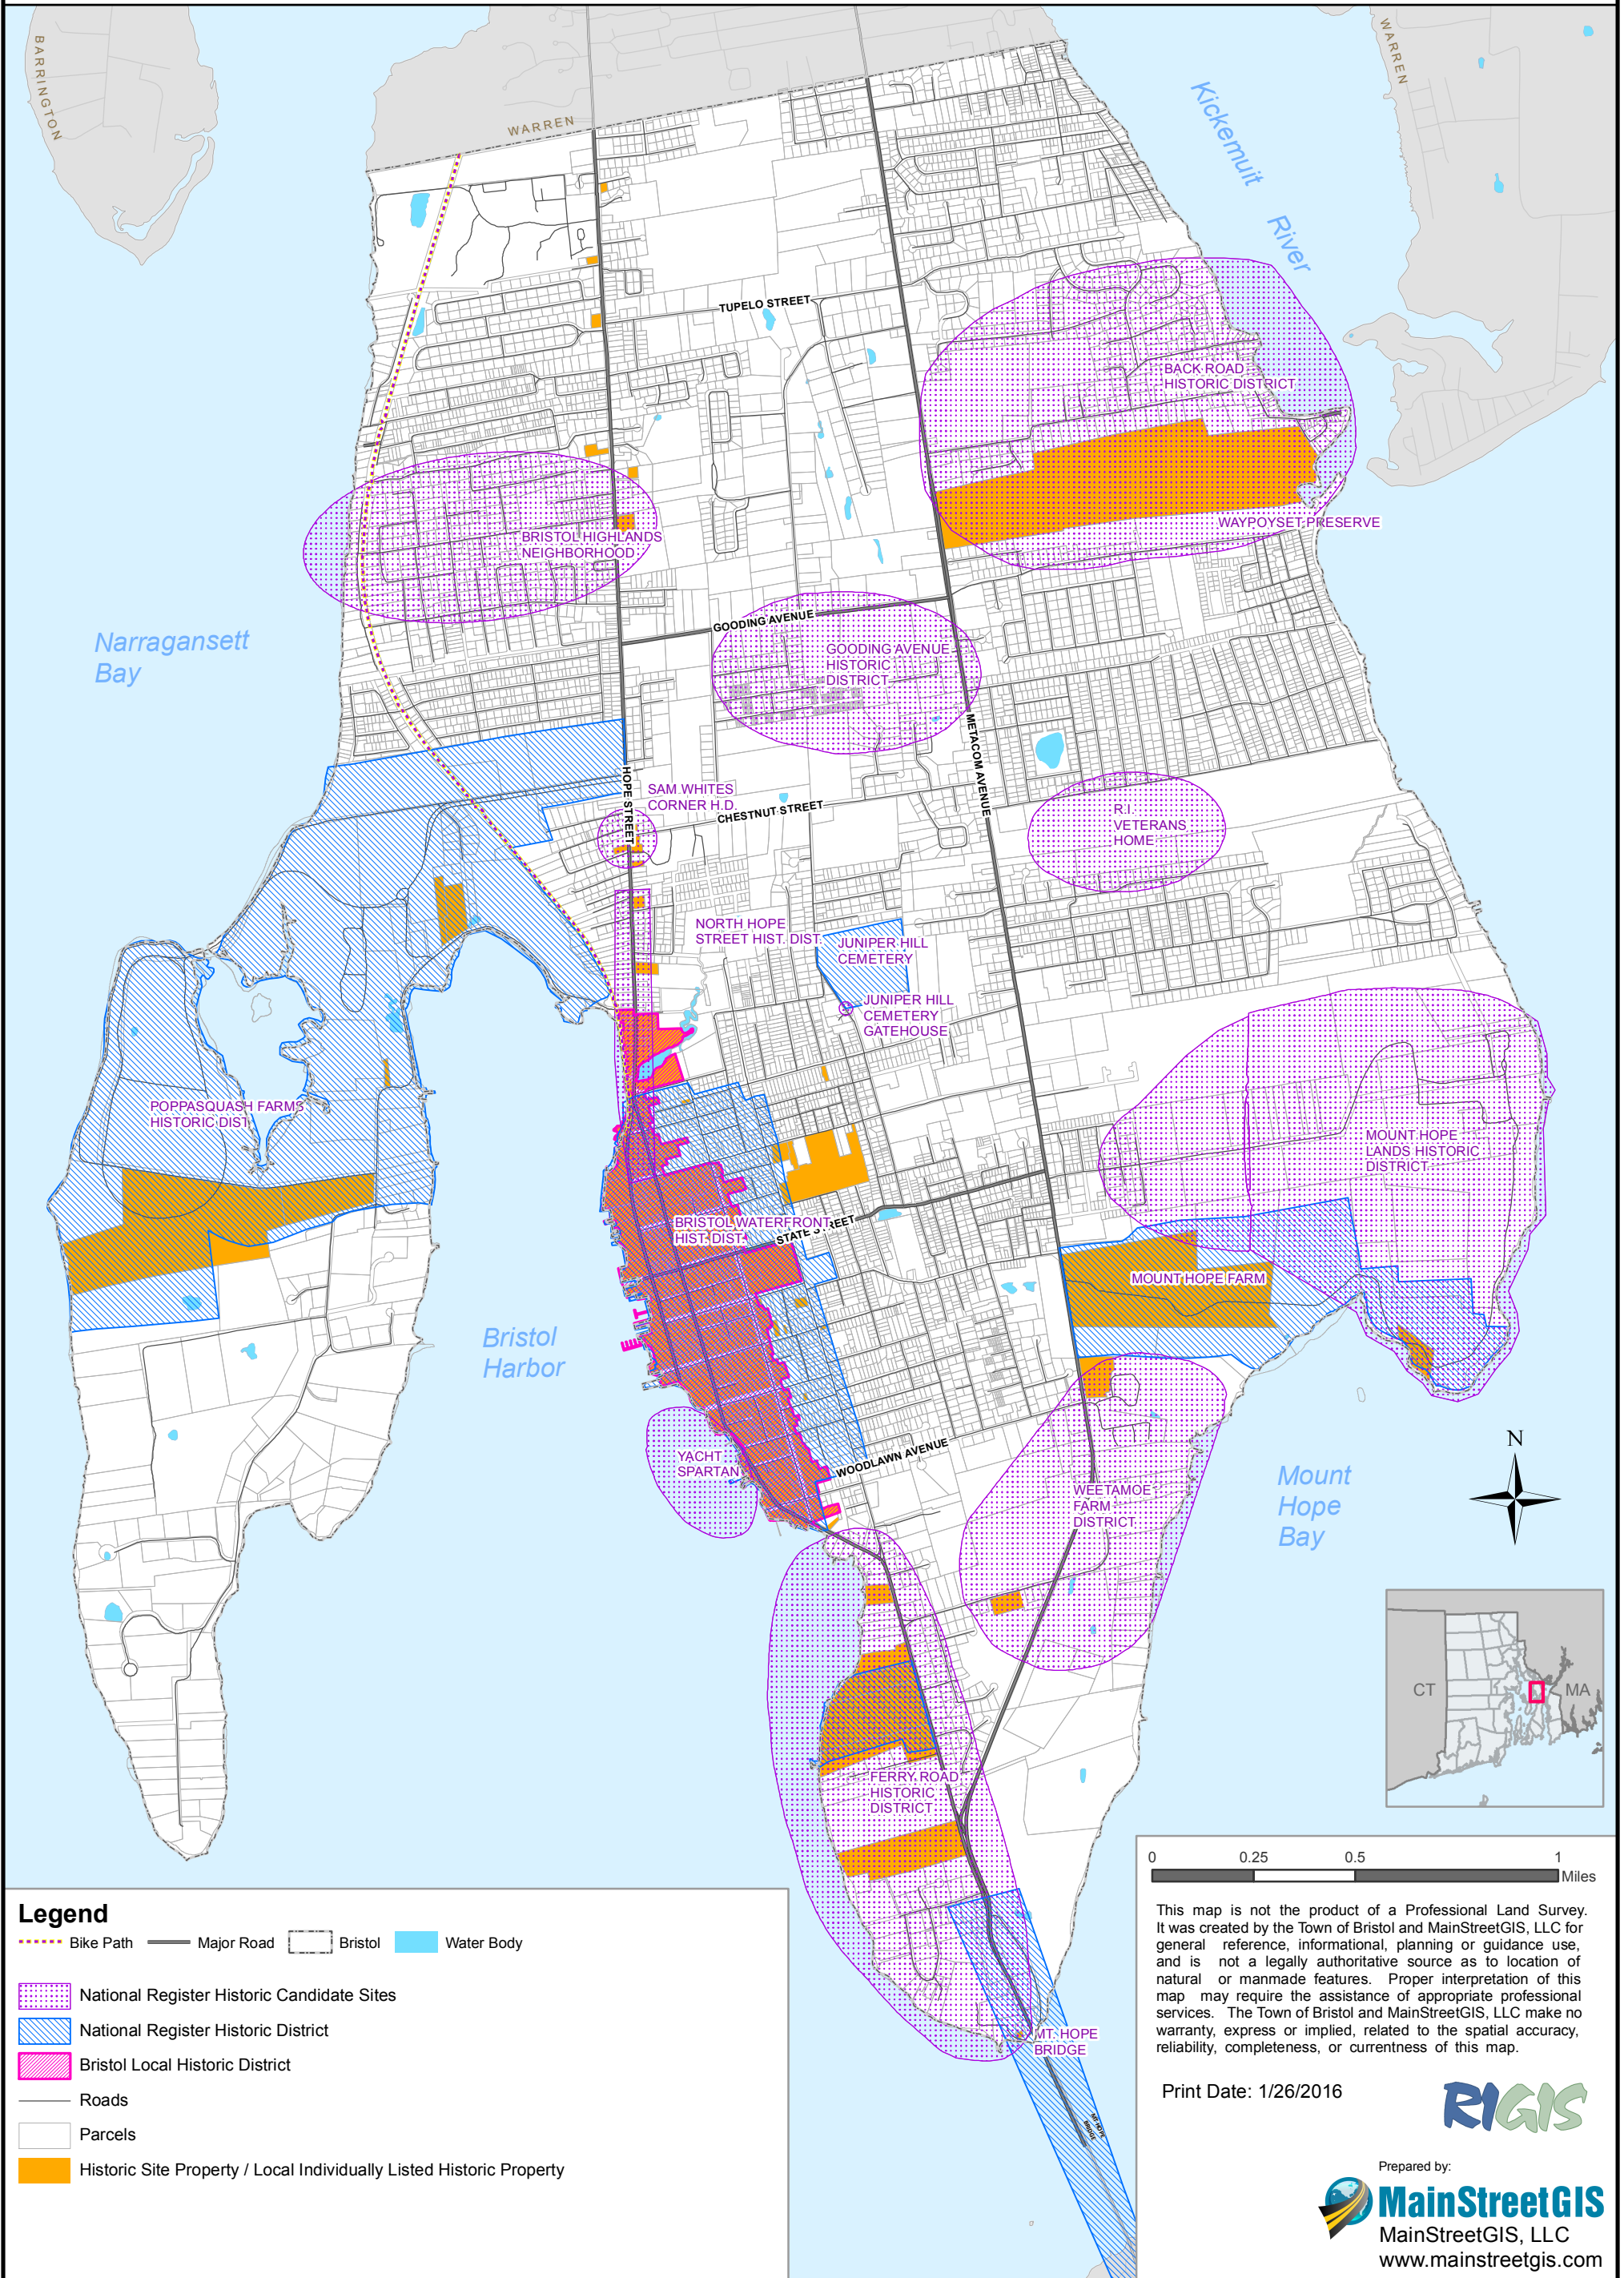 BARRINGTON
WARREN
WARREN
Kickemuit
River
TUPELO STREET
BACK ROAD
HISTORIC DISTRICT
WAYPOYSET PRESERVE
BRISTOL HIGHLANDS
NEIGHBORHOOD
Narragansett
Bay
GOODING AVENUE
GOODING AVENUE
HISTORIC
DISTRICT
METACOM AVENUE
HOPE STREET
SAM WHITES
CORNER H.D.
CHESTNUT STREET
R.I.
VETERANS
HOME
NORTH HOPE
STREET HIST. DIST.
JUNIPER HILL
CEMETERY
JUNIPER HILL
CEMETERY
GATEHOUSE
POPPASQUASH FARMS
HISTORIC DIST
MOUNT HOPE
LANDS HISTORIC
DISTRICT
BRISTOL WATERFRONT
HIST. DIST.
STATE STREET
MOUNT HOPE FARM
Bristol
Harbor
YACHT
SPARTAN
WOODLAWN AVENUE
WEETAMOE
FARM
DISTRICT
Mount
Hope
Bay
N
CT
MA
FERRY ROAD
HISTORIC
DISTRICT
MT. HOPE
BRIDGE
0 0.25 0.5 1
Miles
This map is not the product of a Professional Land Survey.
It was created by the Town of Bristol and MainStreetGIS, LLC for
general reference, informational, planning or guidance use,
and is not a legally authoritative source as to location of
natural or manmade features. Proper interpretation of this
map may require the assistance of appropriate professional
services. The Town of Bristol and MainStreetGIS, LLC make no
warranty, express or implied, related to the spatial accuracy,
reliability, completeness, or currentness of this map.
Print Date: 1/26/2016
RIGIS
Prepared by:
MainStreetGIS
MainStreetGIS, LLC
www.mainstreetgis.com
Legend
Bike Path Major Road Bristol Water Body
National Register Historic Candidate Sites
National Register Historic District
Bristol Local Historic District
Roads
Parcels
Historic Site Property / Local Individually Listed Historic Property